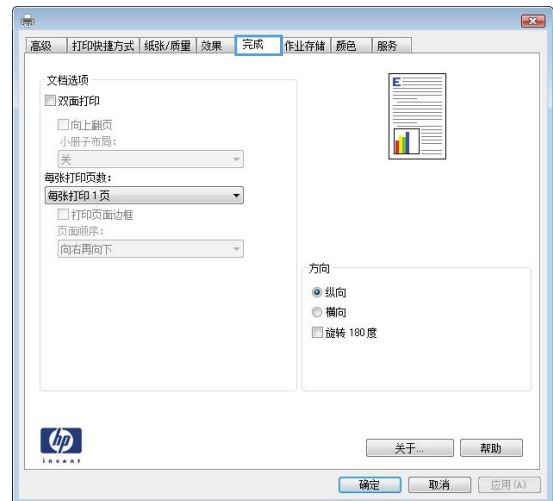 高级 打印快捷方式 纸张/质量 效果 完成 作业存储 颜色 服务
文档选项
双面打印
向上翻页
小册子布局:
关
每张打印页数:
每张打印 1 页
打印页面边框
页面顺序:
向右再向下
E
方向
纵向
横向
旋转 180 度
hp
invent
关于... 帮助
确定 取消 应用(A)